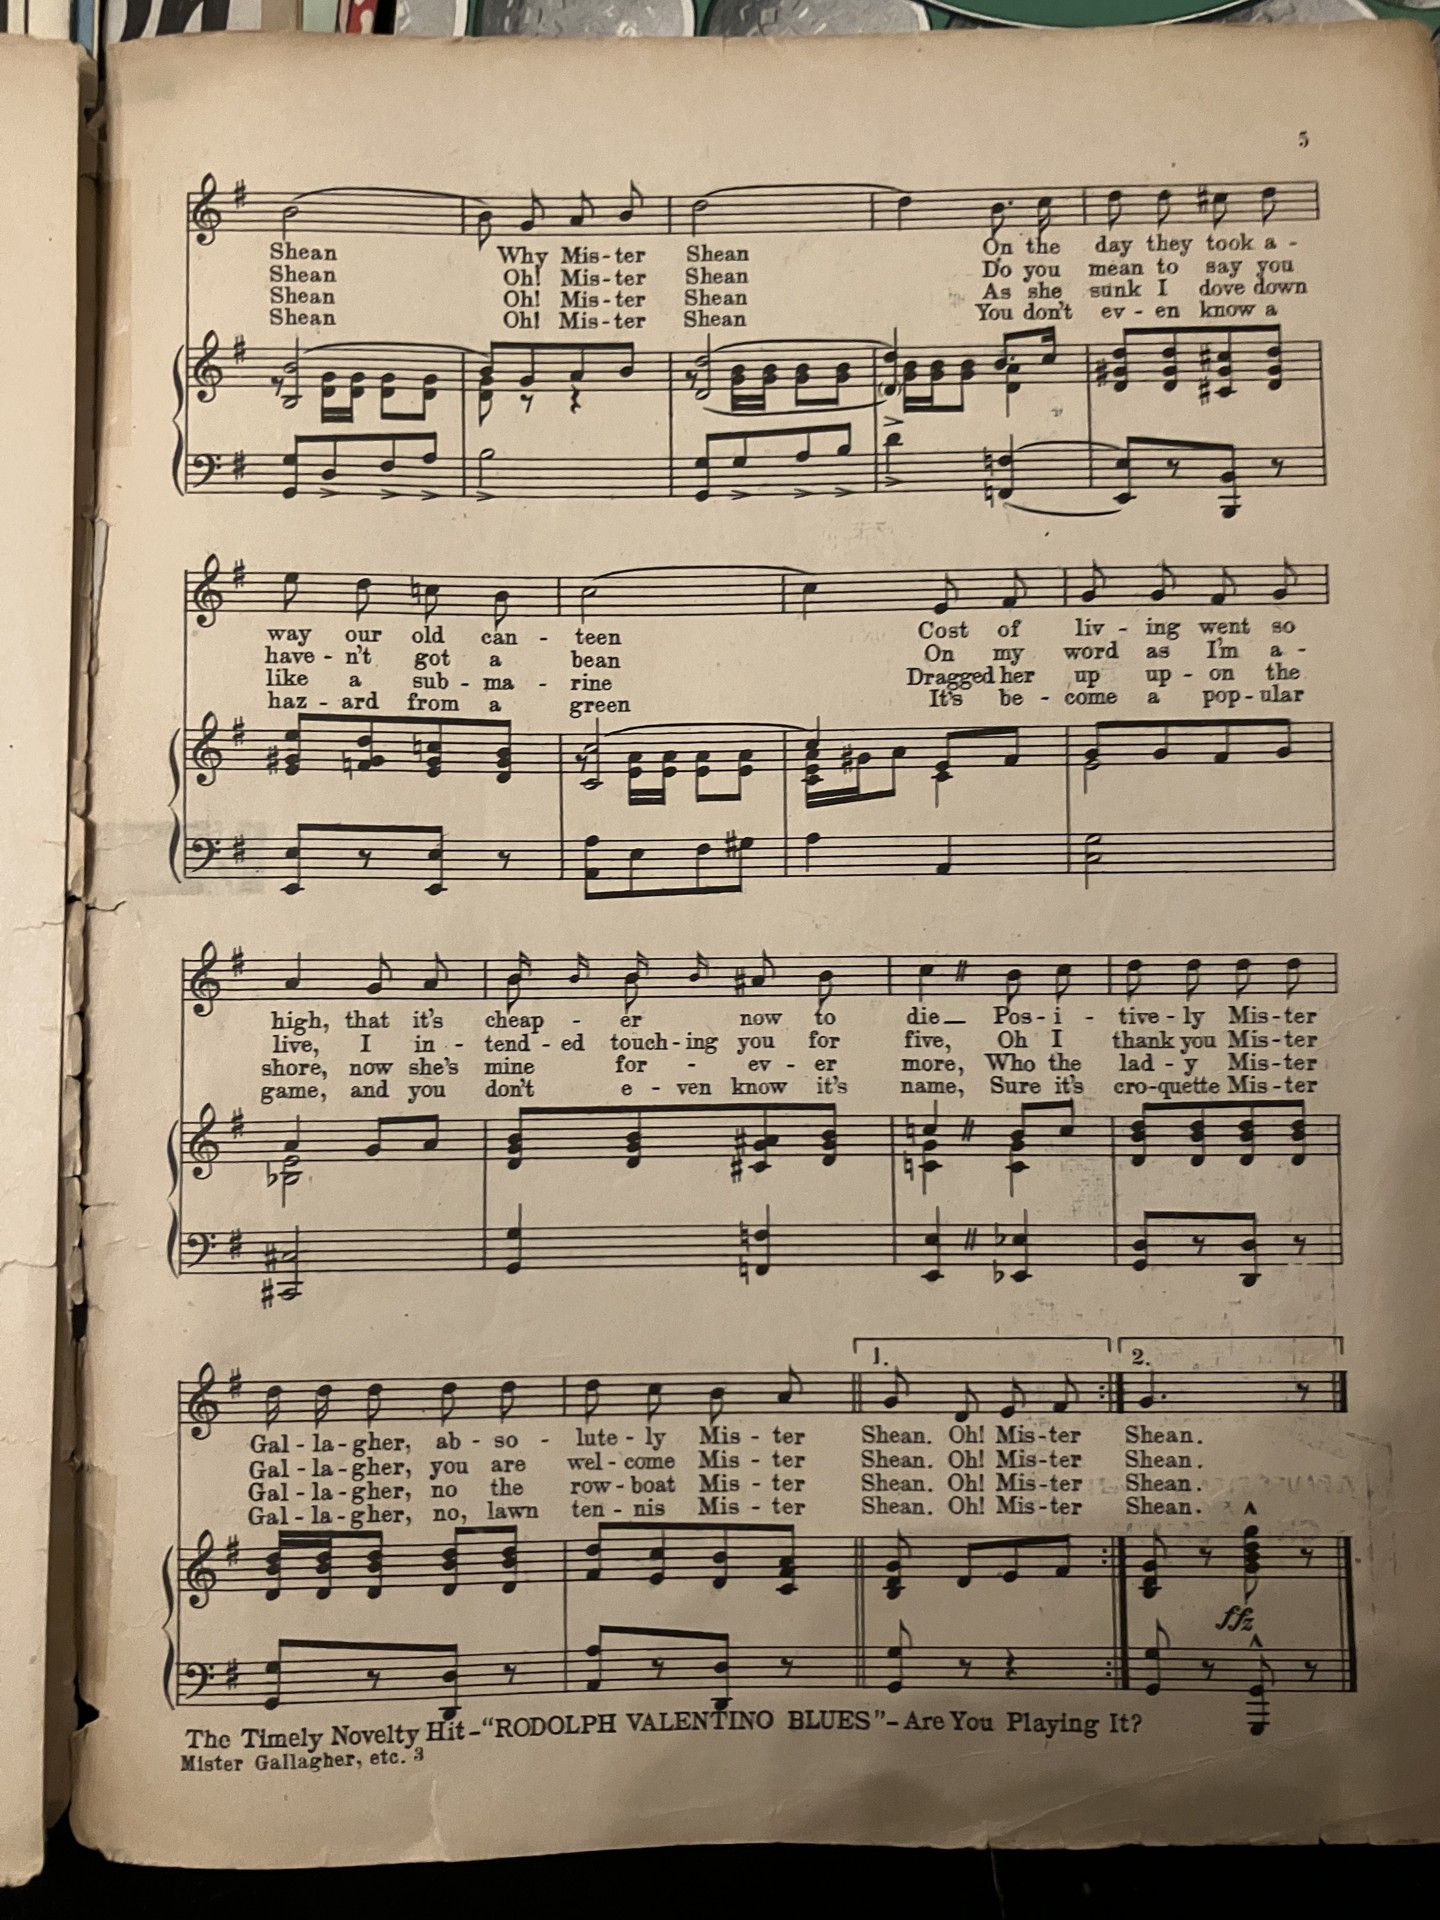 5
Shean Why Mis-ter Shean On the day they took a -
Shean Oh! Mis-ter Shean Do you mean to say you
Shean Oh! Mis-ter Shean As she sunk I dove down
Shean Oh! Mis-ter Shean You don't ev - en know a
way our old can - teen Cost of liv - ing went so
have - n't got a bean On my word as I'm a -
like a sub - ma - rine Dragged her up up - on the
haz - ard from a green It's be - come a pop - ular
high, that it's cheap - er now to die— Pos - i - tive - ly Mis - ter
live, I in - tend - ed touch - ing you for five, Oh I thank you Mis - ter
shore, now she's mine for - ev - er more, Who the lad - y Mis - ter
game, and you don't e - ven know it's name, Sure it's cro-quette Mis - ter
1. 2.
Gal - la - gher, ab - so - lute - ly Mis - ter Shean. Oh! Mis-ter Shean.
Gal - la - gher, you are wel - come Mis - ter Shean. Oh! Mis-ter Shean.
Gal - la - gher, no the row - boat Mis - ter Shean. Oh! Mis-ter Shean.
Gal - la - gher, no, lawn ten - nis Mis - ter Shean. Oh! Mis-ter Shean.
ffz
The Timely Novelty Hit-"RODOLPH VALENTINO BLUES"-Are You Playing It?
Mister Gallagher, etc. 3